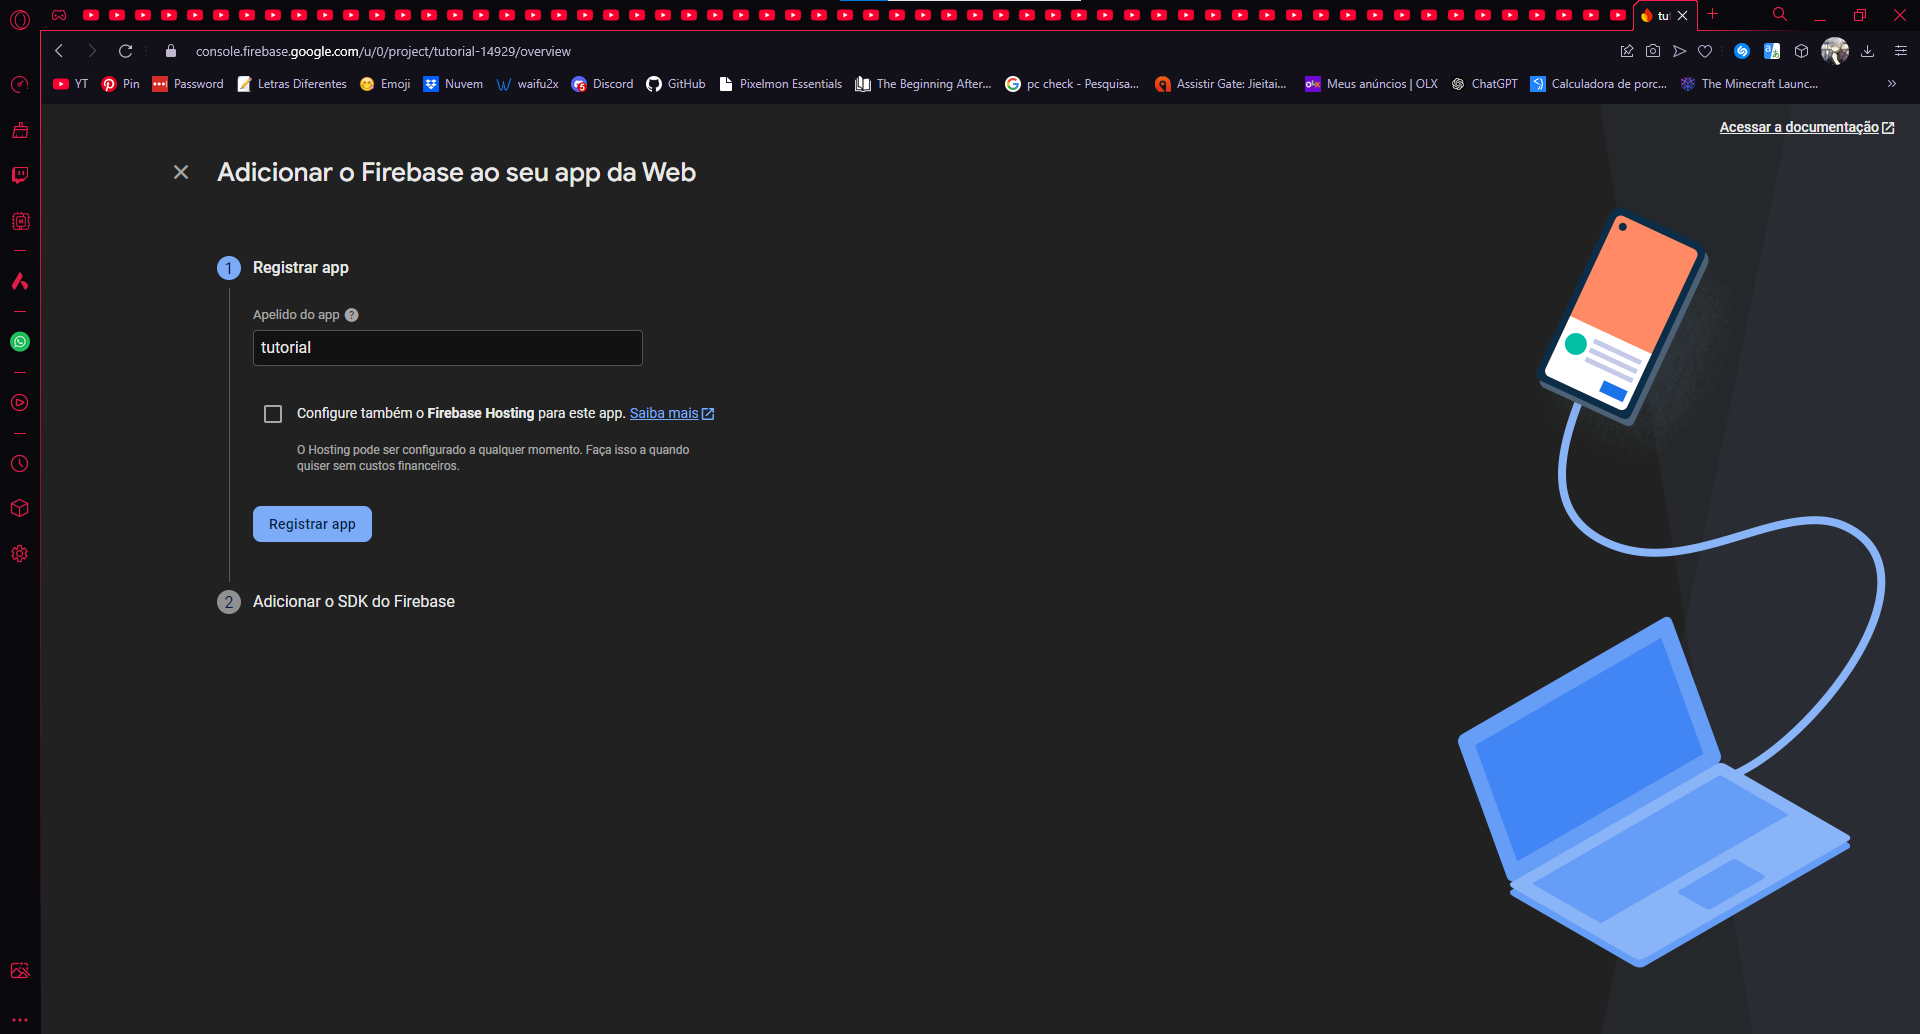 tu
console.firebase.google.com/u/0/project/tutorial-14929/overview
YT Pin Password Letras Diferentes Emoji Nuvem waifu2x Discord GitHub Pixelmon Essentials The Beginning After... pc check - Pesquisa... Assistir Gate: Jieitai... Meus anúncios | OLX ChatGPT Calculadora de porc... The Minecraft Launc... »
Acessar a documentação
Adicionar o Firebase ao seu app da Web
1 Registrar app
Apelido do app ?
tutorial
Configure também o Firebase Hosting para este app. Saiba mais
O Hosting pode ser configurado a qualquer momento. Faça isso a quando
quiser sem custos financeiros.
Registrar app
2 Adicionar o SDK do Firebase